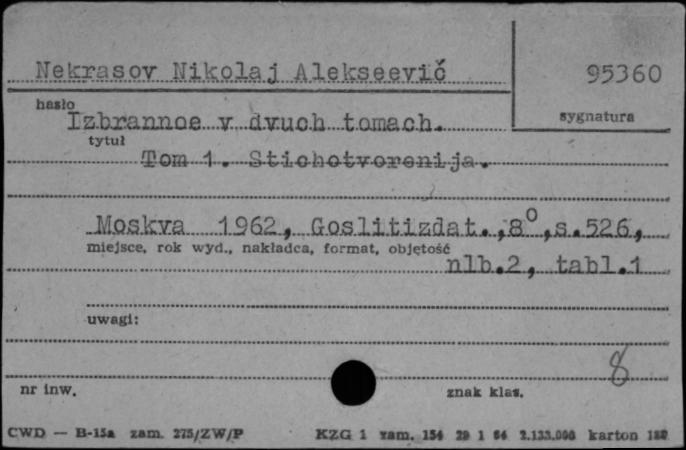 Nekrasov Nikolaj Alekseevič
95360
hasło
sygnatura
Izbrannoe v dvuch tomach.
tytuł
Tom 1. Stichotvorenija.
Moskva 1962, Goslitizdat.,8°,s.526,
miejsce, rok wyd., nakładca, format, objętość
nlb.2, tabl.1
uwagi:
8
nr inw.
znak klas.
CWD — B-15a zam. 275/ZW/P KZG 1 zam. 154 29 1 64 2.133.000 karton